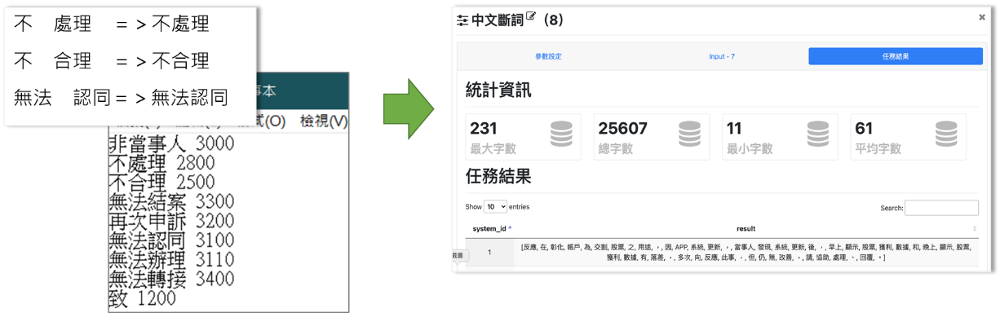 不 處理 = > 不處理
不 合理 = > 不合理
無法 認同 = > 無法認同
事本
式(O) 檢視(V)
非當事人 3000
不處理 2800
不合理 2500
無法結案 3300
再次申訴 3200
無法認同 3100
無法辦理 3110
無法轉接 3400
致 1200
中文斷詞 (8)
×
參數設定 Input - 7 任務結果
統計資訊
231 25607 11 61
最大字數 總字數 最小字數 平均字數
任務結果
Show 10 entries Search:
system_id result
1 [反應, 在, 彰化, 帳戶, 為, 交割, 股票, 之, 用途, ，, 因, APP, 系統, 更新, ，, 當事人, 發現, 系統, 更新, 後, ，, 早上, 顯示, 股票, 獲利, 數據, 和, 晚上, 顯示, 股票,
獲利, 數據, 有, 落差, ，, 多次, 向, 反應, 此事, ，, 但, 仍, 無, 改善, ，, 請, 協助, 處理, 、, 回覆, 。]
圖